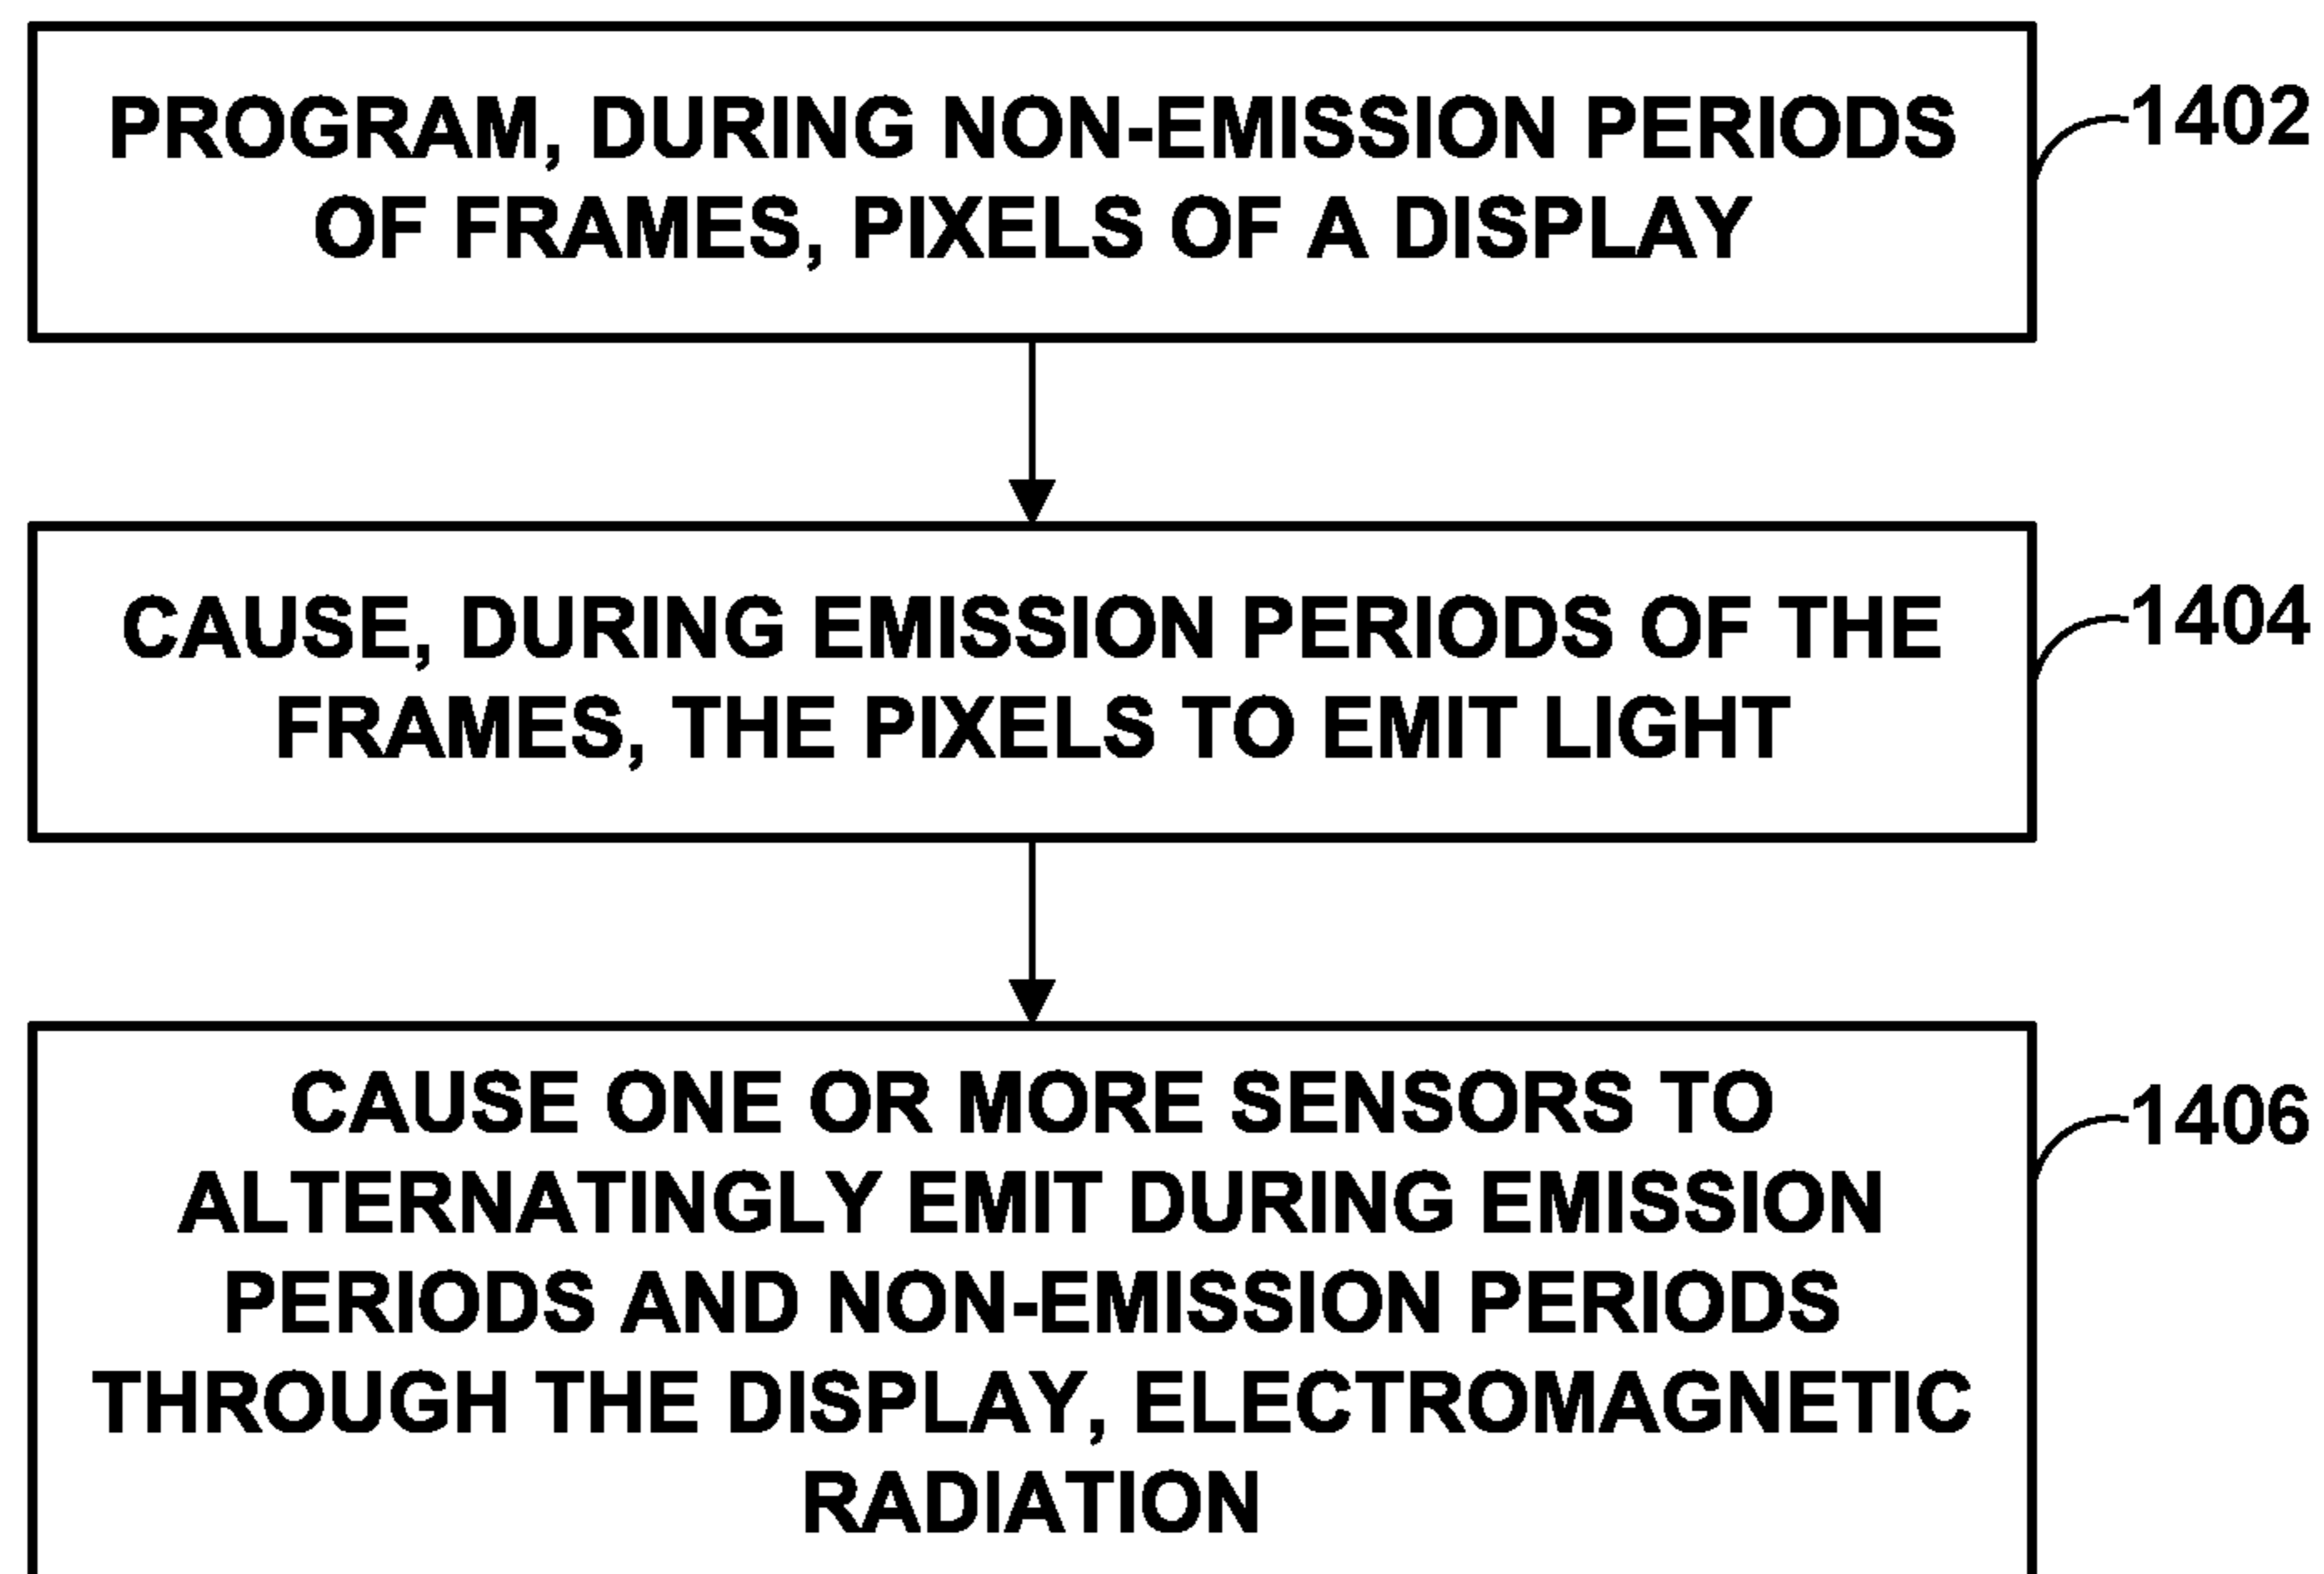 PROGRAM, DURING NON-EMISSION PERIODS
OF FRAMES, PIXELS OF A DISPLAY
1402
CAUSE, DURING EMISSION PERIODS OF THE
FRAMES, THE PIXELS TO EMIT LIGHT
1404
CAUSE ONE OR MORE SENSORS TO
ALTERNATINGLY EMIT DURING EMISSION
PERIODS AND NON-EMISSION PERIODS
THROUGH THE DISPLAY, ELECTROMAGNETIC
RADIATION
1406